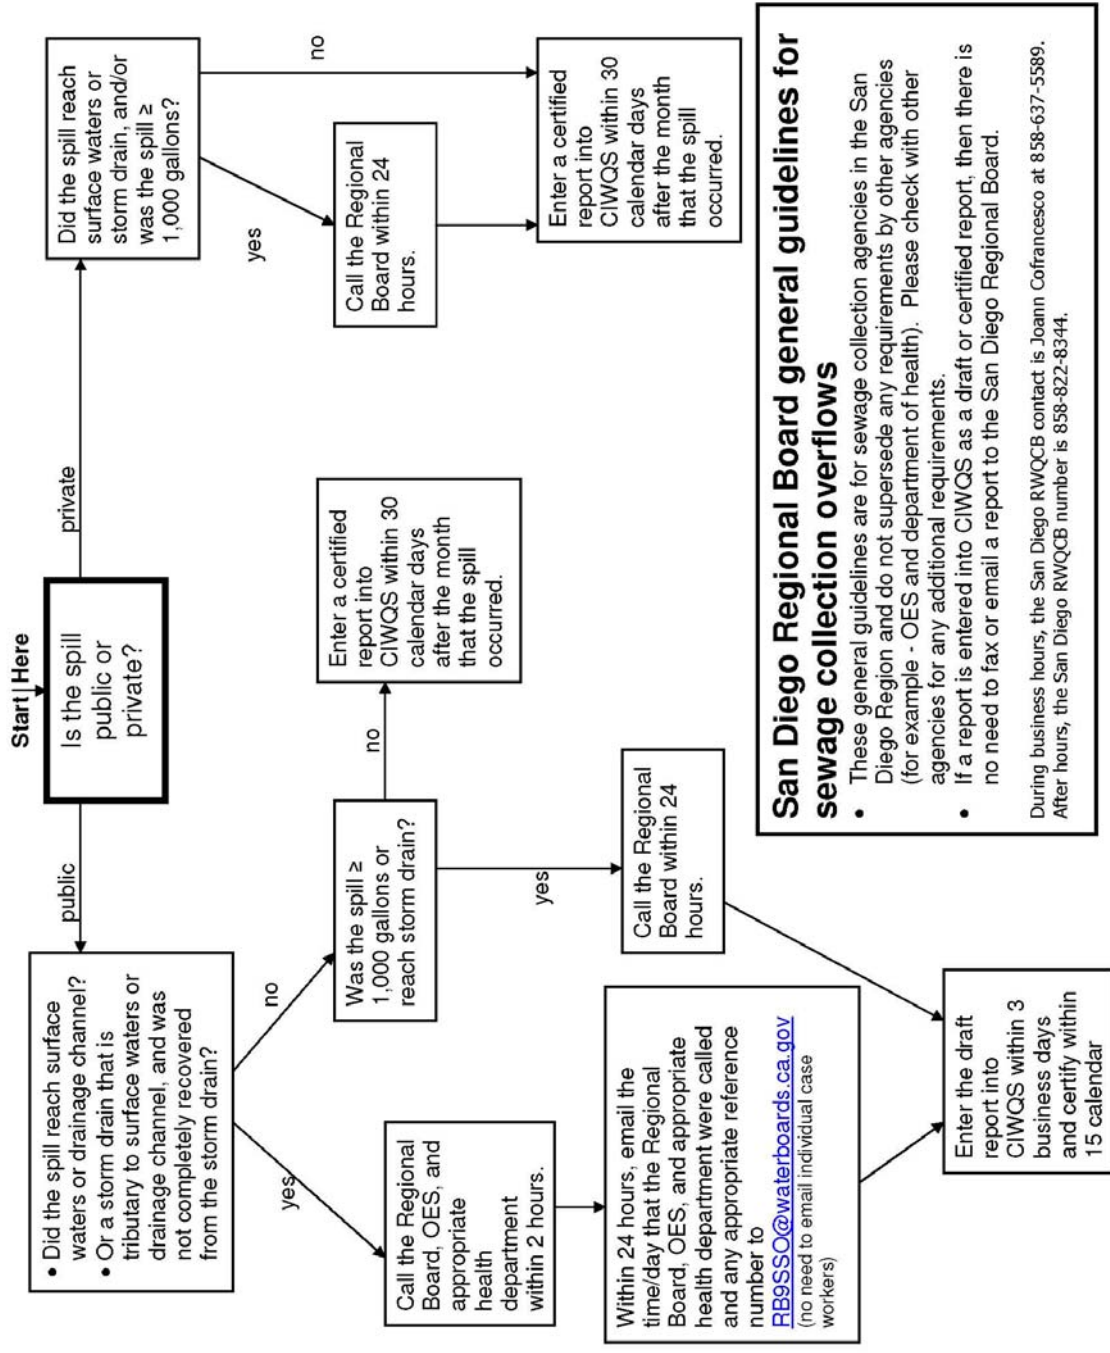 Start Here
Is the spill
public or
private?
public
private
• Did the spill reach surface
waters or drainage channel?
• Or a storm drain that is
tributary to surface waters or
drainage channel, and was
not completely recovered
from the storm drain?
yes
no
Call the Regional
Board, OES, and
appropriate
health
department
within 2 hours.
Within 24 hours, email the
time/day that the Regional
Board, OES, and appropriate
health department were called
and any appropriate reference
number to
RB9SSO@waterboards.ca.gov
(no need to email individual case
workers)
Was the spill ≥
1,000 gallons or
reach storm drain?
no
yes
Enter a certified
report into
CIWQS within 30
calendar days
after the month
that the spill
occurred.
Call the Regional
Board within 24
hours.
Enter the draft
report into
CIWQS within 3
business days
and certify within
15 calendar
Did the spill reach
surface waters or
storm drain, and/or
was the spill ≥
1,000 gallons?
yes
no
Call the Regional
Board within 24
hours.
Enter a certified
report into
CIWQS within 30
calendar days
after the month
that the spill
occurred.
San Diego Regional Board general guidelines for
sewage collection overflows
• These general guidelines are for sewage collection agencies in the San
Diego Region and do not supersede any requirements by other agencies
(for example - OES and department of health). Please check with other
agencies for any additional requirements.
• If a report is entered into CIWQS as a draft or certified report, then there is
no need to fax or email a report to the San Diego Regional Board.
During business hours, the San Diego RWQCB contact is Joann Cofrancesco at 858-637-5589.
After hours, the San Diego RWQCB number is 858-822-8344.